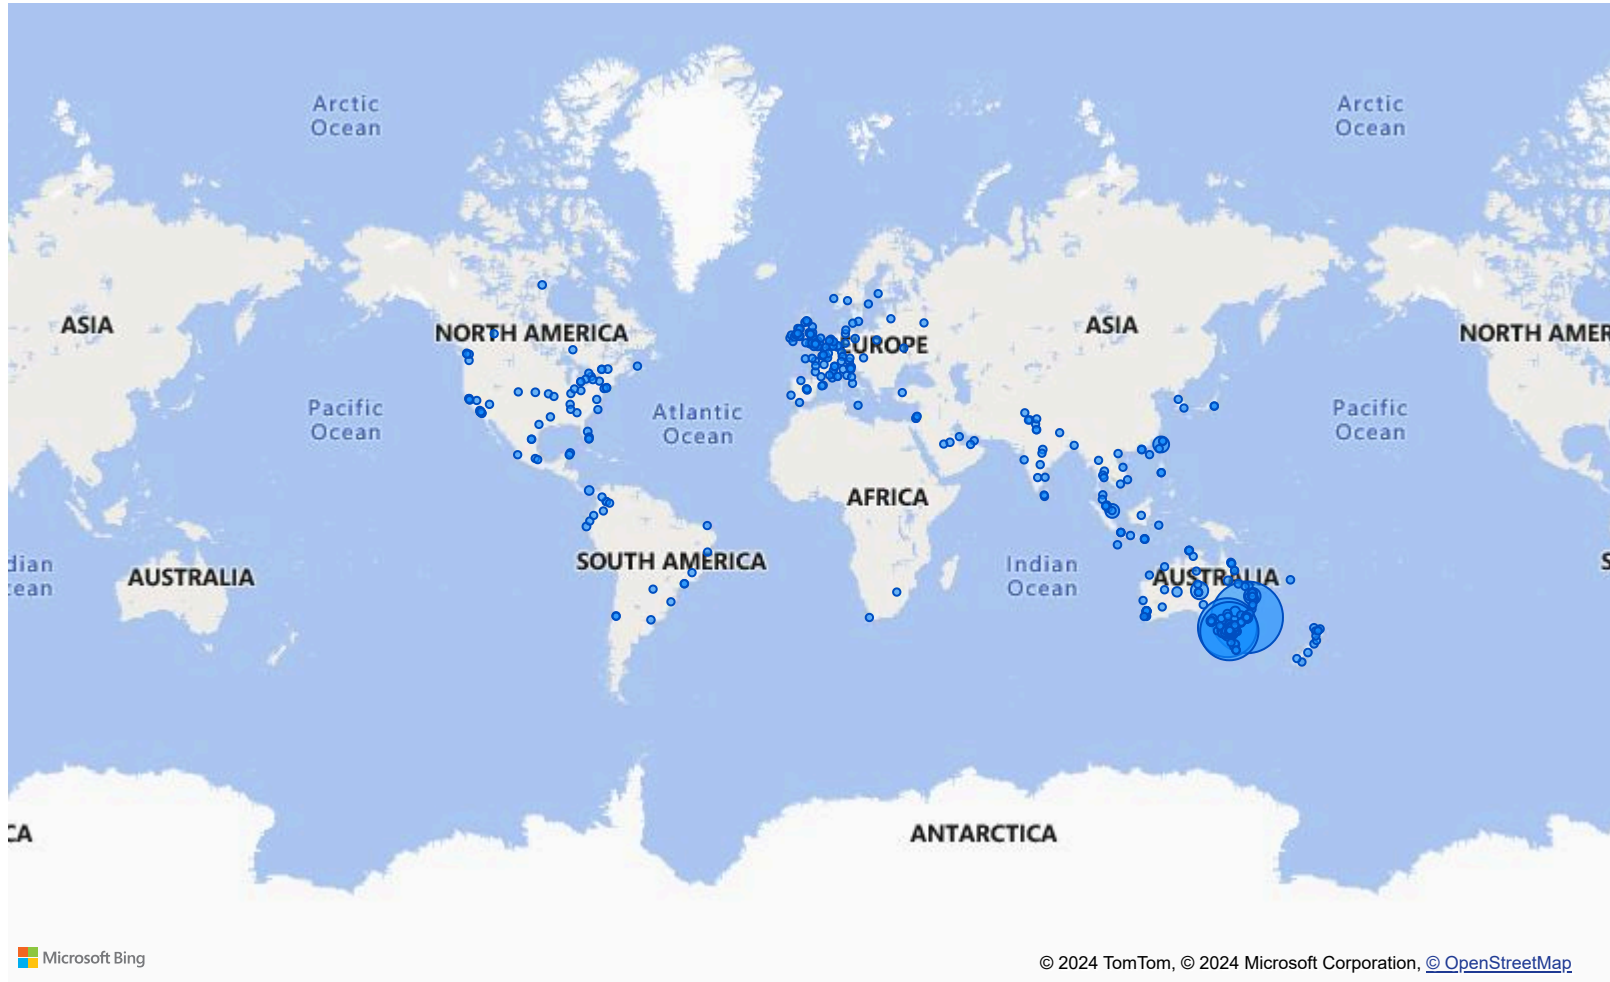 Arctic
Ocean
Arctic
Ocean
ASIA
NORTH AMERICA
EUROPE
ASIA
NORTH AMER
Pacific
Ocean
Atlantic
Ocean
Pacific
Ocean
AFRICA
dian
cean
AUSTRALIA
SOUTH AMERICA
Indian
Ocean
AUSTRALIA
S
CA
ANTARCTICA
Microsoft Bing
© 2024 TomTom, © 2024 Microsoft Corporation, © OpenStreetMap